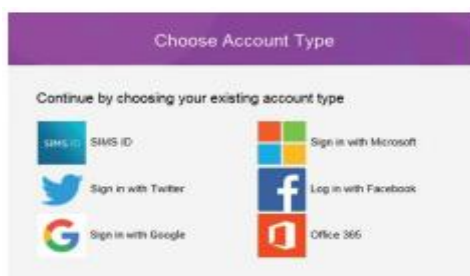 Choose Account Type
Continue by choosing your existing account type
SIMS ID SIMS ID
Sign in with Microsoft
Sign in with Twitter
Log in with Facebook
Sign in with Google
Office 365